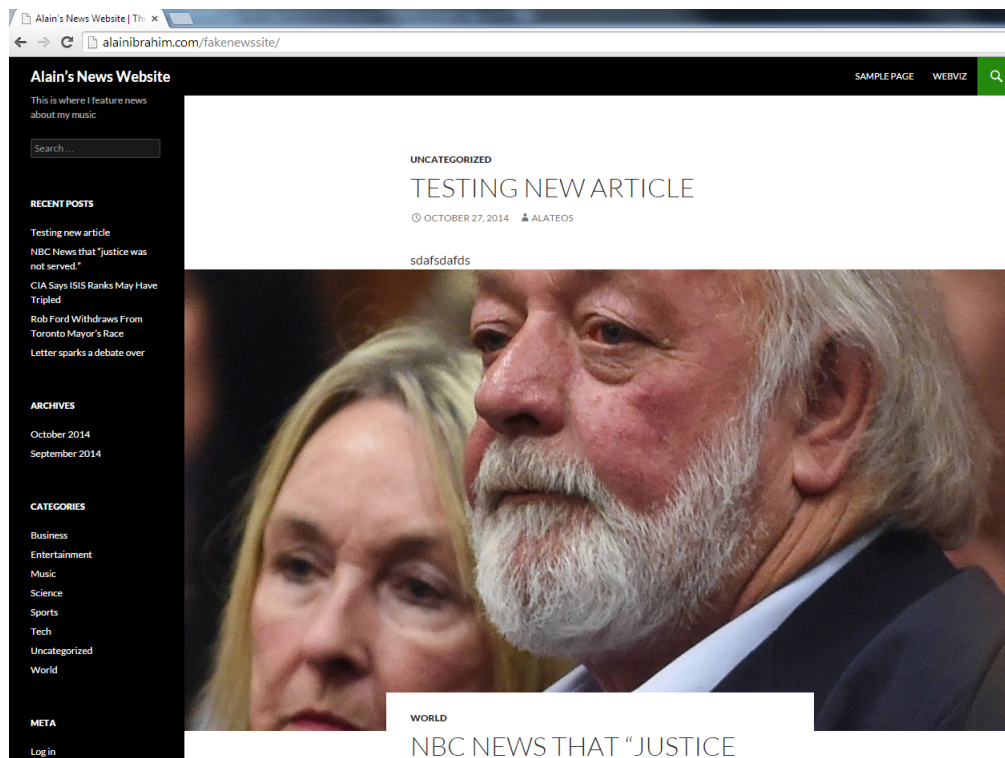 Alain's News Website | Thi
alainibrahim.com/fakenewssite/
Alain's News Website
SAMPLE PAGE
WEBVIZ
This is where I feature news
about my music
Search …
RECENT POSTS
Testing new article
NBC News that "justice was
not served."
CIA Says ISIS Ranks May Have
Tripled
Rob Ford Withdraws From
Toronto Mayor's Race
Letter sparks a debate over
ARCHIVES
October 2014
September 2014
CATEGORIES
Business
Entertainment
Music
Science
Sports
Tech
Uncategorized
World
META
Log in
UNCATEGORIZED
TESTING NEW ARTICLE
OCTOBER 27, 2014 ALATEOS
sdafsdafds
WORLD
NBC NEWS THAT "JUSTICE